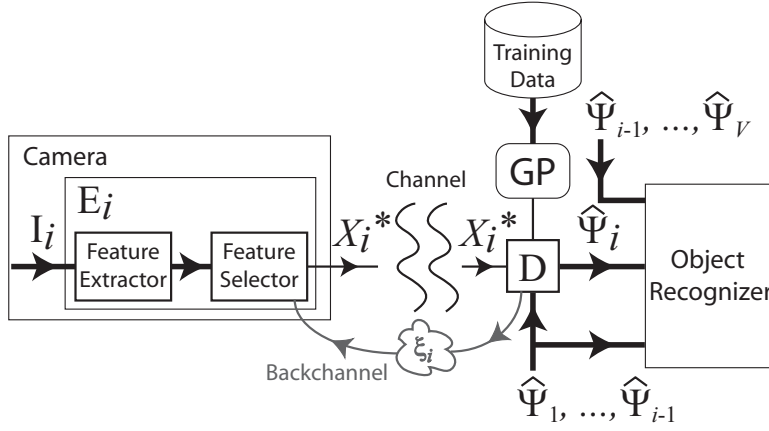 Training
Data
Ψ̂i-1, ..., Ψ̂V
Camera
GP
Channel
Ei
Ii
Xi*
Xi*
Ψ̂i
Feature
Extractor
Feature
Selector
D
Object
Recognizer
ξi
Backchannel
Ψ̂1, ..., Ψ̂i-1